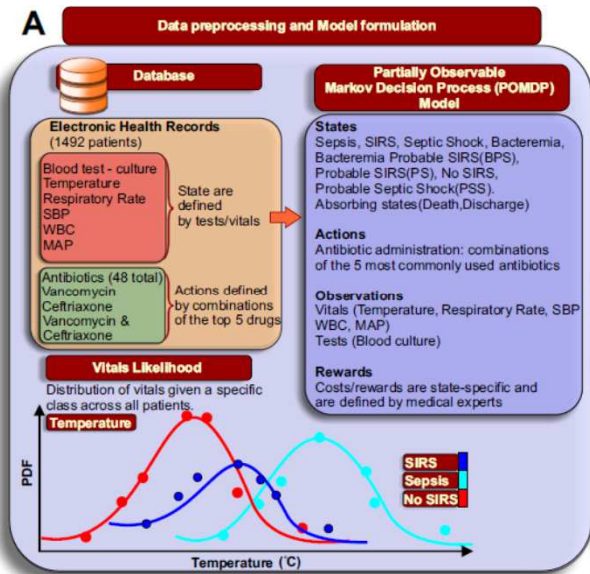 A
Data preprocessing and Model formulation
Database
Electronic Health Records
(1492 patients)
Blood test - culture
Temperature
Respiratory Rate
SBP
WBC
MAP
State are
defined
by tests/vitals
Antibiotics (48 total)
Vancomycin
Ceftriaxone
Vancomycin &
Ceftriaxone
Actions defined
by combinations
of the top 5 drugs
Partially Observable
Markov Decision Process (POMDP)
Model
States
Sepsis, SIRS, Septic Shock, Bacteremia,
Bacteremia Probable SIRS(BPS),
Probable SIRS(PS), No SIRS,
Probable Septic Shock(PSS).
Absorbing states(Death,Discharge)
Actions
Antibiotic administration: combinations
of the 5 most commonly used antibiotics
Observations
Vitals (Temperature, Respiratory Rate, SBP
WBC, MAP)
Tests (Blood culture)
Rewards
Costs/rewards are state-specific and
are defined by medical experts
Vitals Likelihood
Distribution of vitals given a specific
class across all patients.
Temperature
PDF
SIRS
Sepsis
No SIRS
Temperature (°C)